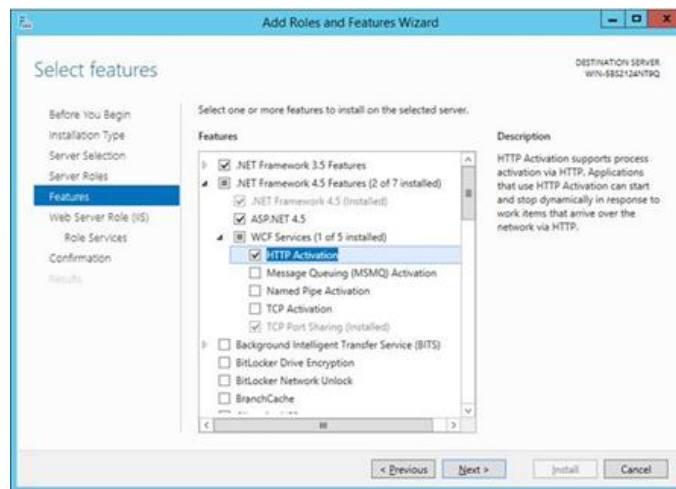 Add Roles and Features Wizard
Select features
DESTINATION SERVER
Before You Begin
Installation Type
Server Selection
Server Roles
Features
Web Server Role (IIS)
Role Services
Confirmation
Results
Select one or more features to install on the selected server.
Features
.NET Framework 3.5 Features
.NET Framework 4.5 Features (2 of 7 installed)
.NET Framework 4.5 (Installed)
ASP.NET 4.5
WCF Services (1 of 5 installed)
HTTP Activation
Message Queuing (MSMQ) Activation
Named Pipe Activation
TCP Activation
TCP Port Sharing (Installed)
Background Intelligent Transfer Service (BITS)
BitLocker Drive Encryption
BitLocker Network Unlock
BranchCache
Description
HTTP Activation supports process
activation via HTTP. Applications
that use HTTP Activation can start
and stop dynamically in response to
work items that arrive over the
network via HTTP.
< Previous
Next >
Install
Cancel